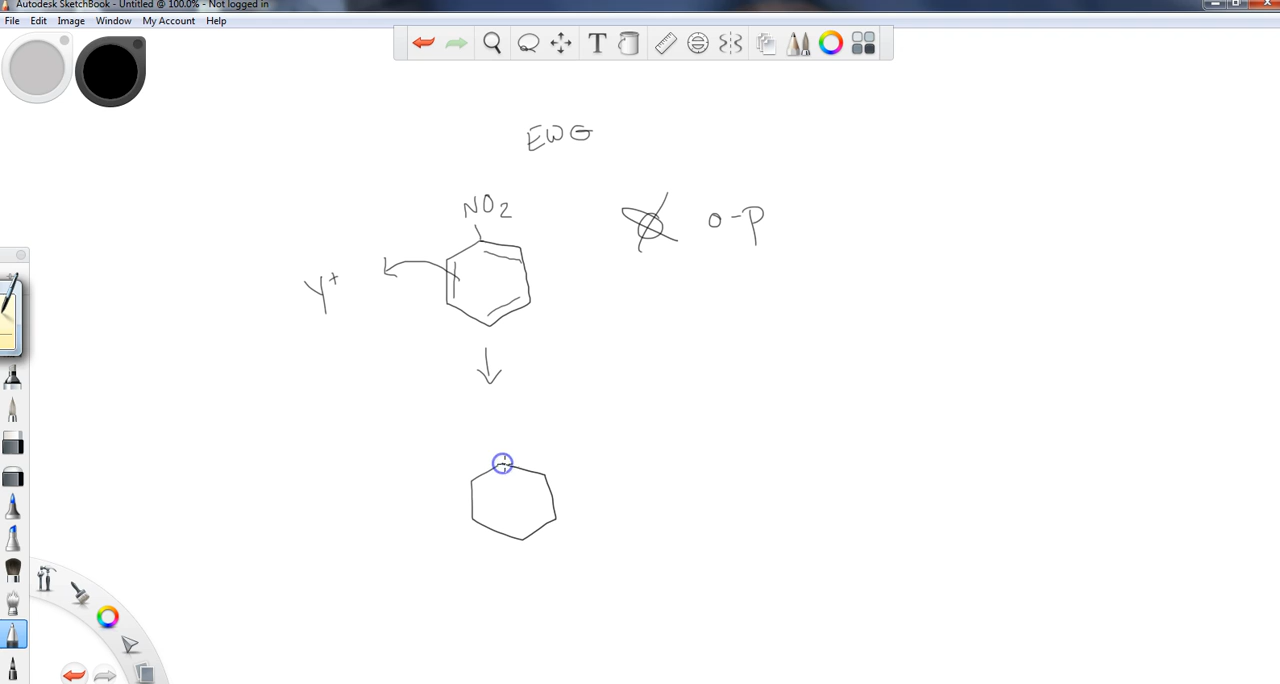 Autodesk SketchBook - Untitled @ 100.0% - Not logged in
File Edit Image Window My Account Help
T
EWG
NO2
o-p
Y+